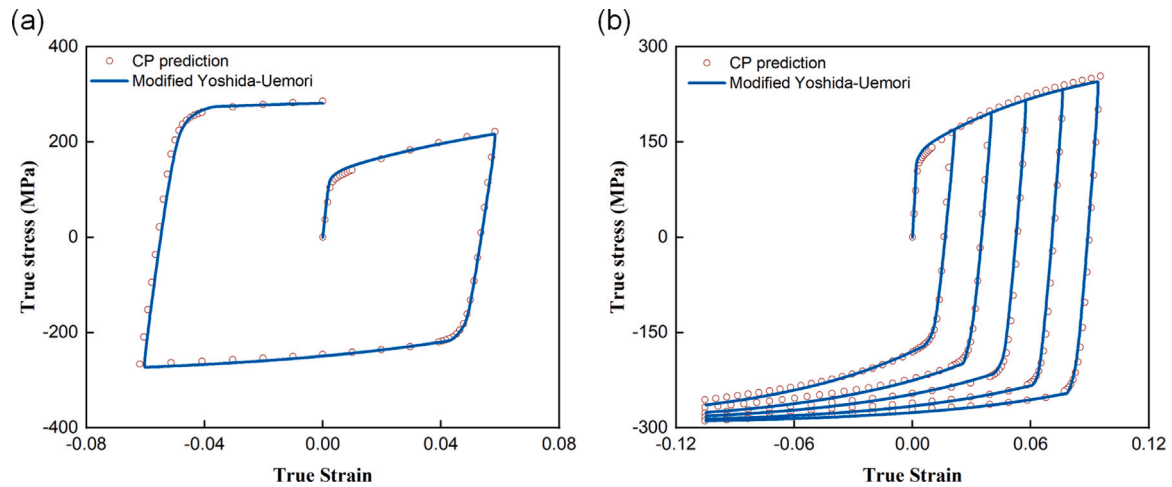 (a)
400
200
0
-200
-400
-0.08
-0.04
0.00
0.04
0.08
True stress (MPa)
True Strain
CP prediction
Modified Yoshida-Uemori
(b)
300
150
0
-150
-300
-0.12
-0.06
0.00
0.06
0.12
True stress (MPa)
True Strain
CP prediction
Modified Yoshida-Uemori